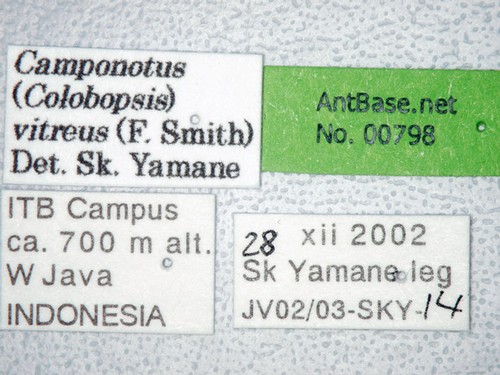 Camponotus
(Colobopsis)
vitreus (F. Smith)
Det. Sk. Yamane
AntBase.net
No. 00798
ITB Campus
ca. 700 m alt.
W Java
INDONESIA
28 xii 2002
Sk Yamane leg
JV02/03-SKY-14